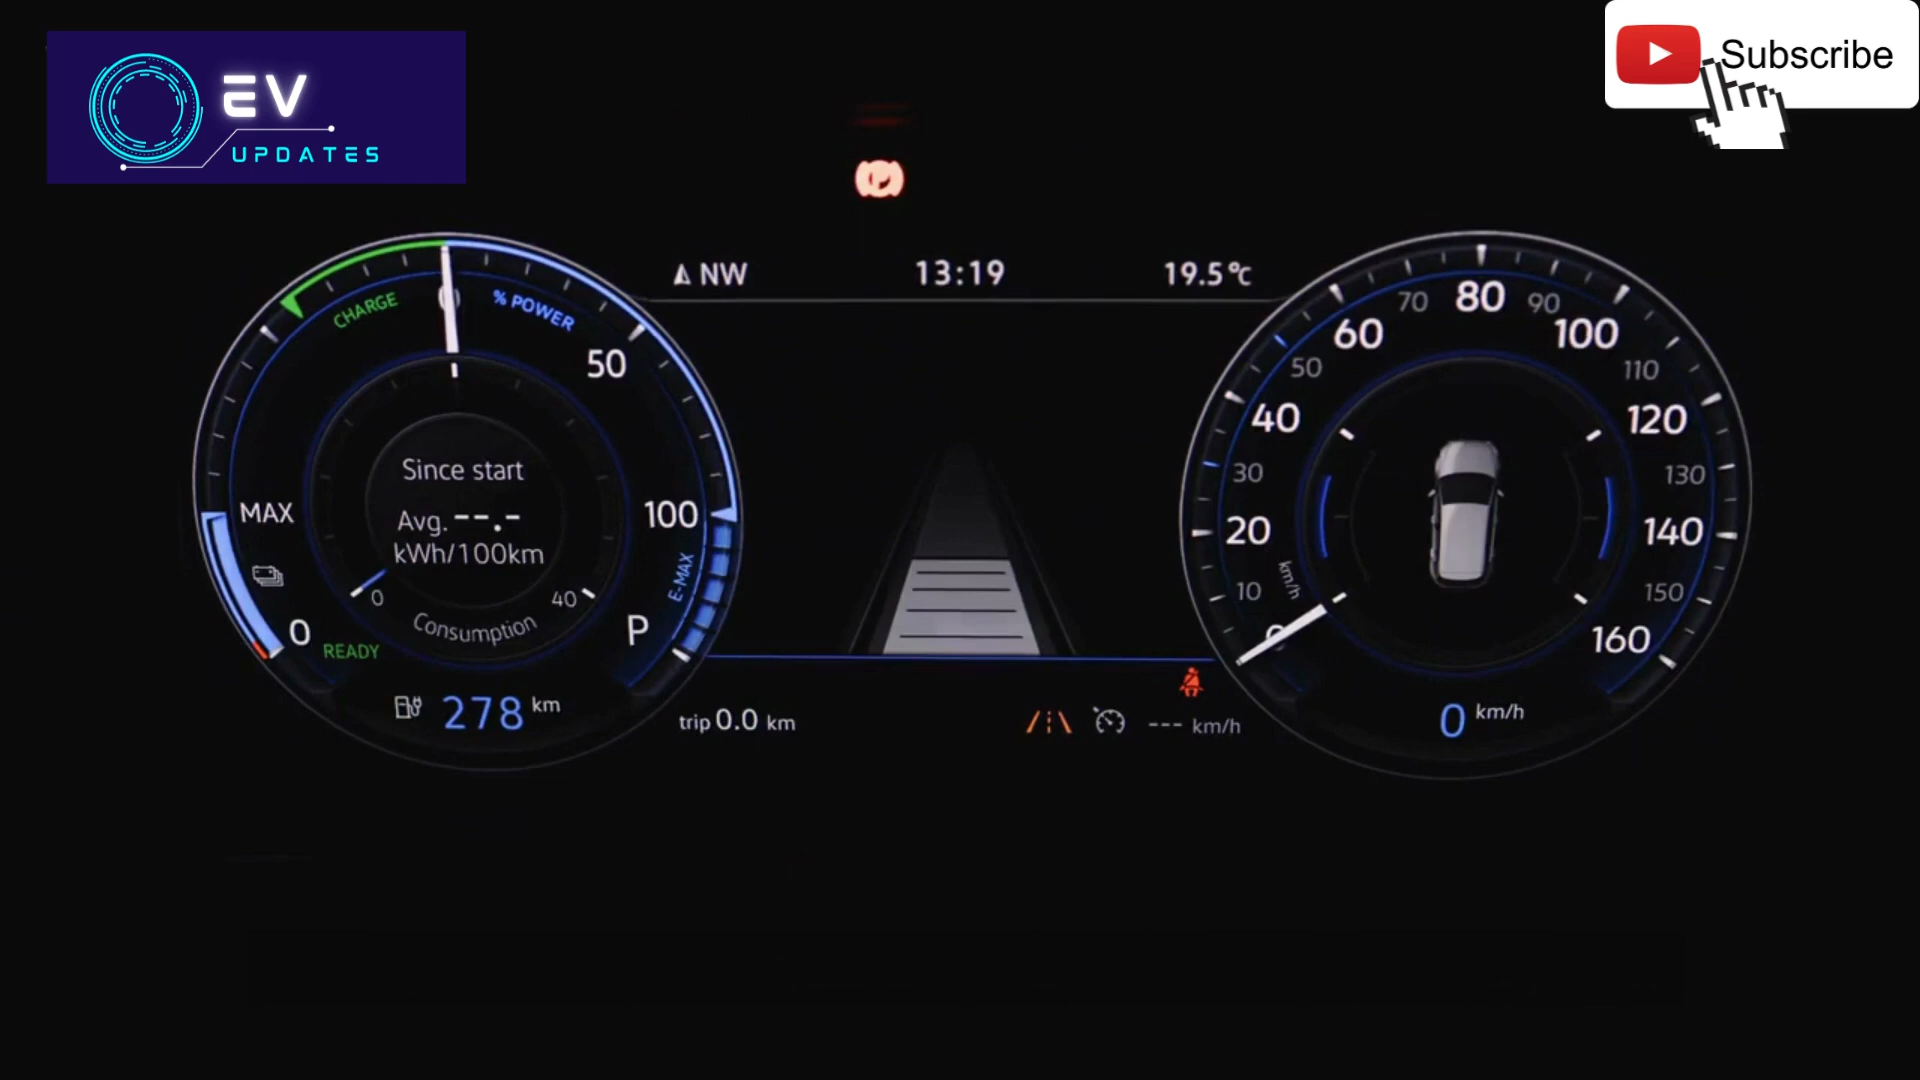 EV
UPDATES
Subscribe
NW
13:19
19.5°C
CHARGE
% POWER
50
100
E-MAX
P
MAX
0
READY
Since start
Avg. --.-
kWh/100km
0
40
Consumption
278 km
trip 0.0 km
--- km/h
0
10
20
30
40
50
60
70
80
90
100
110
120
130
140
150
160
km/h
0 km/h